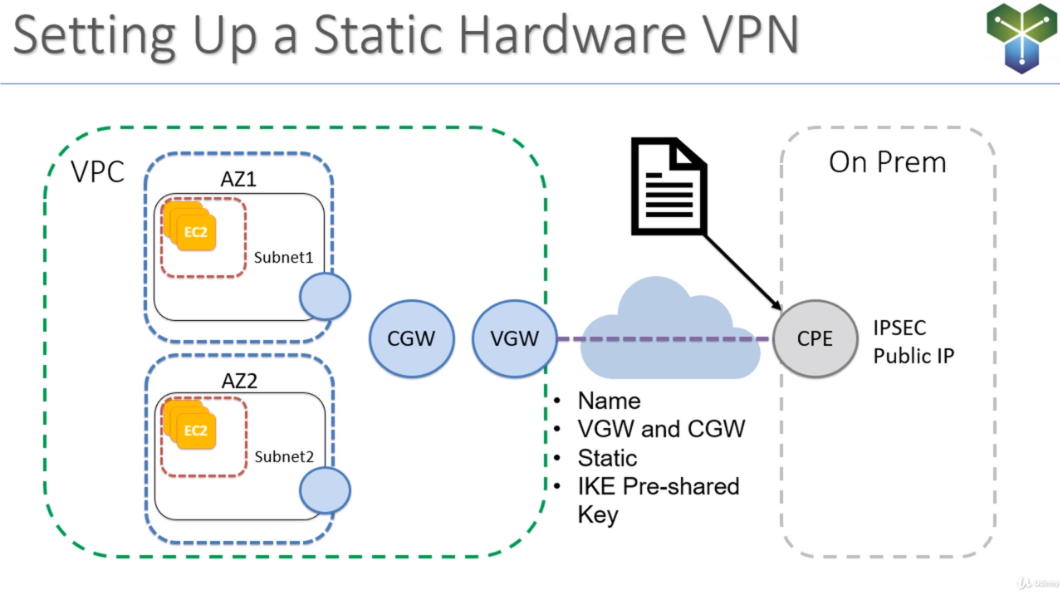 Setting Up a Static Hardware VPN
VPC
AZ1
EC2
Subnet1
AZ2
EC2
Subnet2
CGW
VGW
On Prem
CPE
IPSEC
Public IP
• Name
• VGW and CGW
• Static
• IKE Pre-shared
Key
Udemy